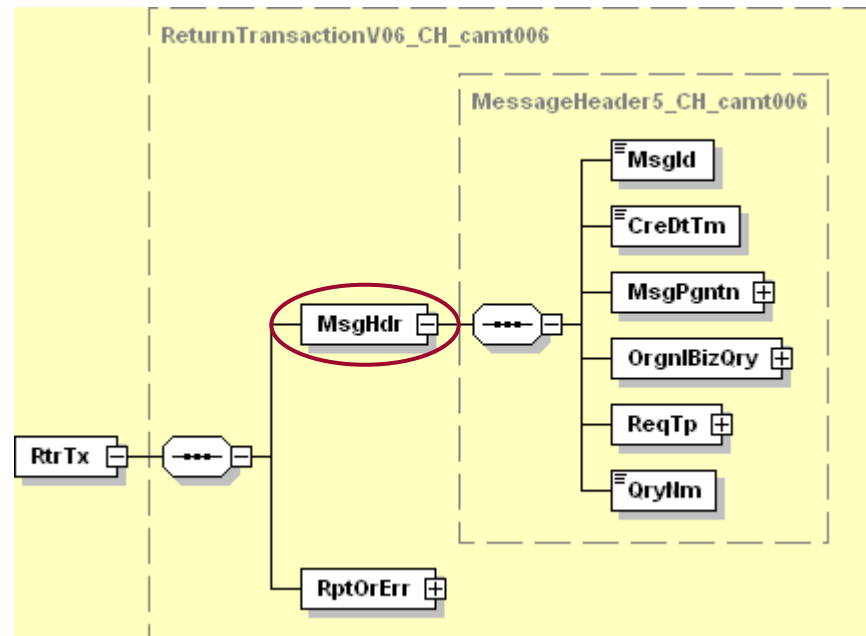 ReturnTransactionV06_CH_camt006
MessageHeader5_CH_camt006
MsgId
CreDtTm
MsgPgntn
MsgHdr
OrgnlBizQry
ReqTp
RtrTx
QryNm
RptOrErr